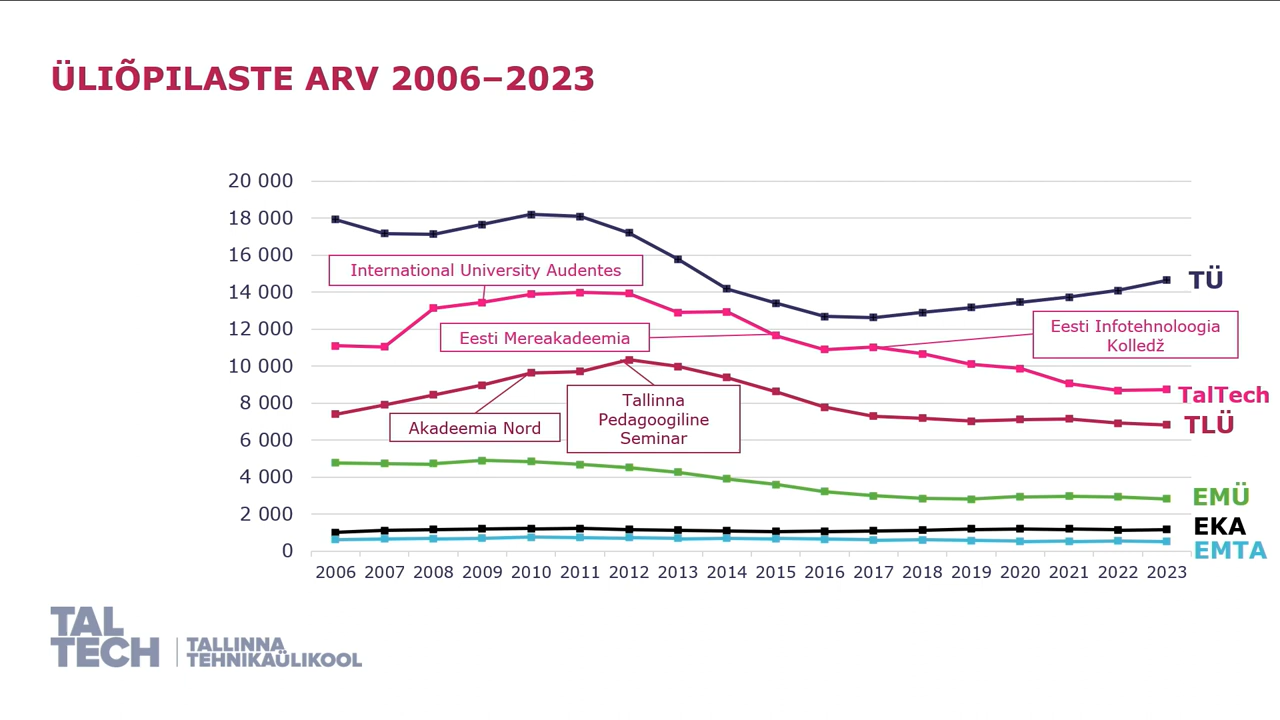 ÜLIÕPILASTE ARV 2006–2023
20 000
18 000
16 000
14 000
12 000
10 000
8 000
6 000
4 000
2 000
0
International University Audentes
Eesti Mereakadeemia
Eesti Infotehnoloogia
Kolledž
Akadeemia Nord
Tallinna
Pedagoogiline
Seminar
TÜ
TalTech
TLÜ
EMÜ
EKA
EMTA
2006 2007 2008 2009 2010 2011 2012 2013 2014 2015 2016 2017 2018 2019 2020 2021 2022 2023
TAL
TECH
TALLINNA
TEHNIKAÜLIKOOL